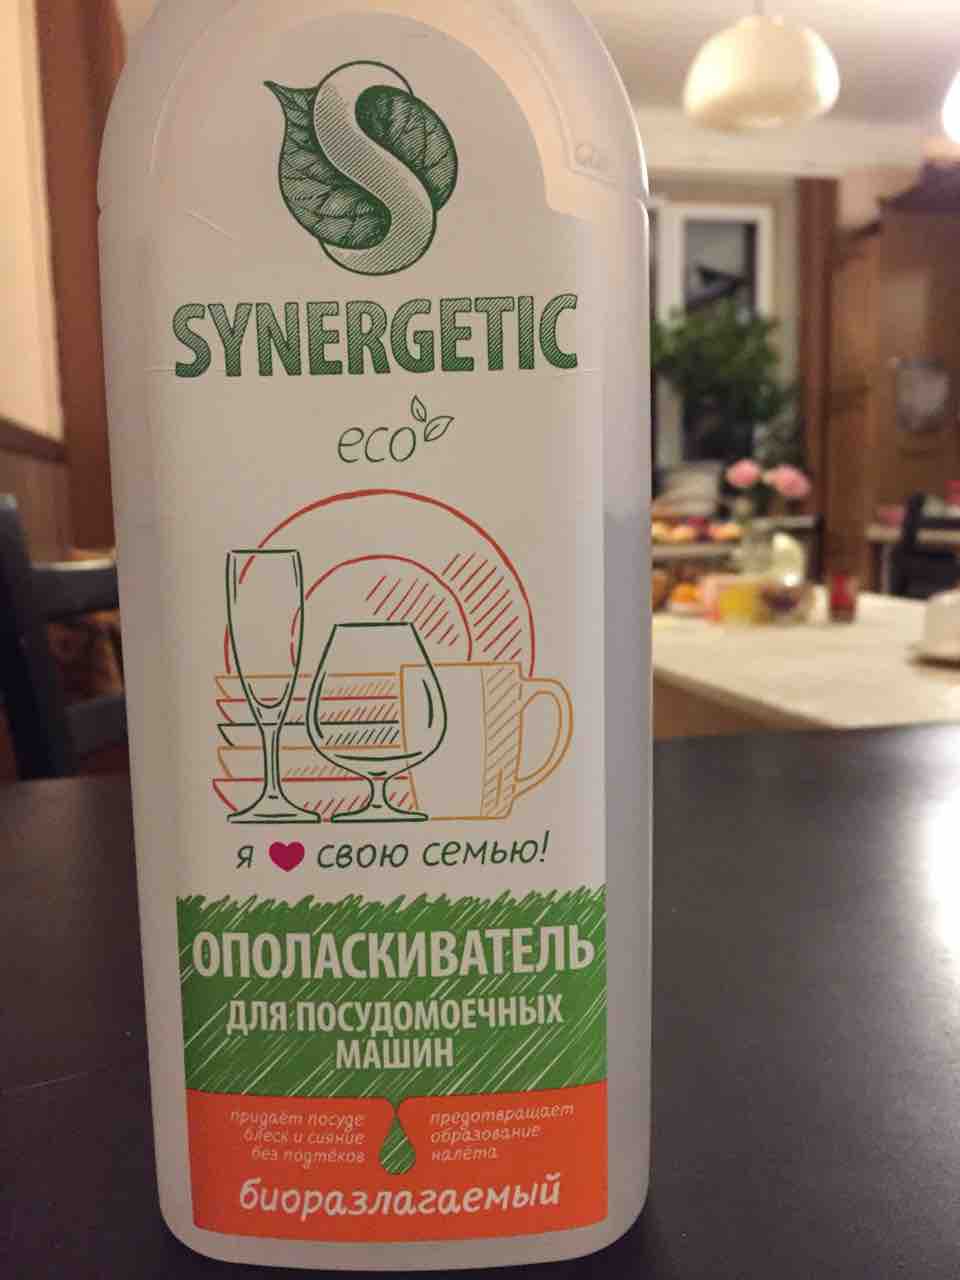 SYNERGETIC
eco
я ❤ свою семью!
ОПОЛАСКИВАТЕЛЬ
ДЛЯ ПОСУДОМОЕЧНЫХ
МАШИН
придаёт посуде
блеск и сияние
без подтёков
предотвращает
образование
налёта
биоразлагаемый